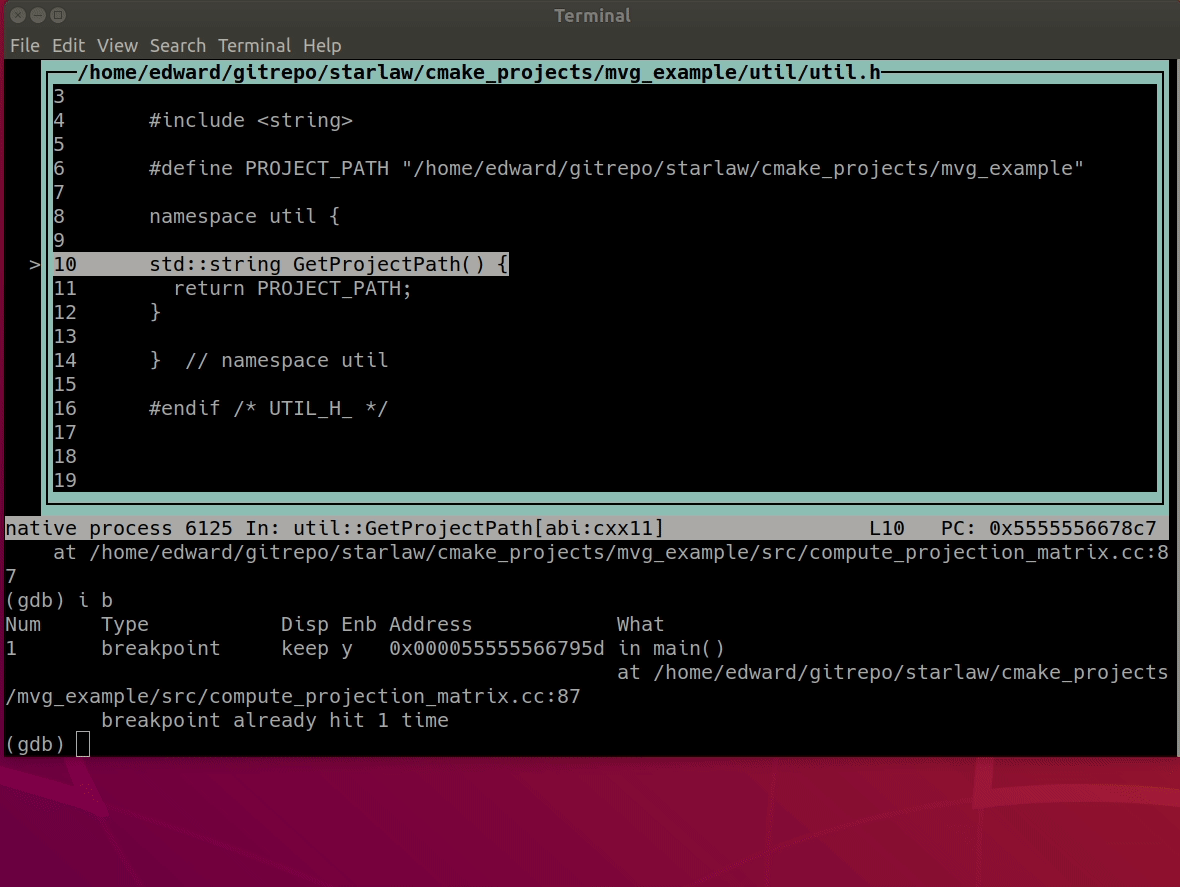 Terminal
File Edit View Search Terminal Help
/home/edward/gitrepo/starlaw/cmake_projects/mvg_example/util/util.h
3
4 #include <string>
5
6 #define PROJECT_PATH "/home/edward/gitrepo/starlaw/cmake_projects/mvg_example"
7
8 namespace util {
9
>10 std::string GetProjectPath() {
11 return PROJECT_PATH;
12 }
13
14 } // namespace util
15
16 #endif /* UTIL_H_ */
17
18
19
native process 6125 In: util::GetProjectPath[abi:cxx11] L10 PC: 0x5555556678c7
at /home/edward/gitrepo/starlaw/cmake_projects/mvg_example/src/compute_projection_matrix.cc:8
7
(gdb) i b
Num Type Disp Enb Address What
1 breakpoint keep y 0x000055555566795d in main()
at /home/edward/gitrepo/starlaw/cmake_projects
/mvg_example/src/compute_projection_matrix.cc:87
breakpoint already hit 1 time
(gdb)